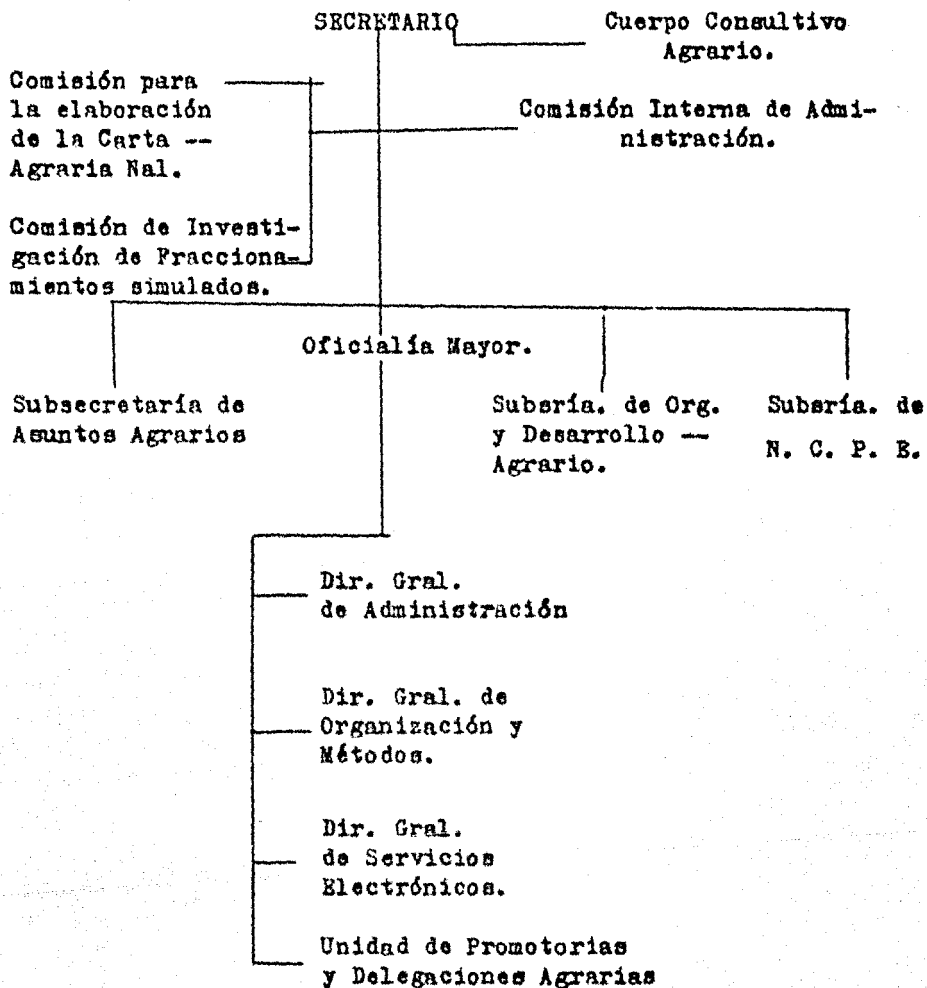 SECRETARIO
Cuerpo Consultivo
Agrario.
Comisión para
la elaboración
de la Carta --
Agraria Nal.
Comisión Interna de Admi-
nistración.
Comisión de Investi-
gación de Fracciona-
mientos simulados.
Oficialía Mayor.
Subsecretaría de
Asuntos Agrarios
Subsría. de Org.
y Desarrollo --
Agrario.
Subsría. de
N. C. P. E.
Dir. Gral.
de Administración
Dir. Gral. de
Organización y
Métodos.
Dir. Gral.
de Servicios
Electrónicos.
Unidad de Promotorias
y Delegaciones Agrarias